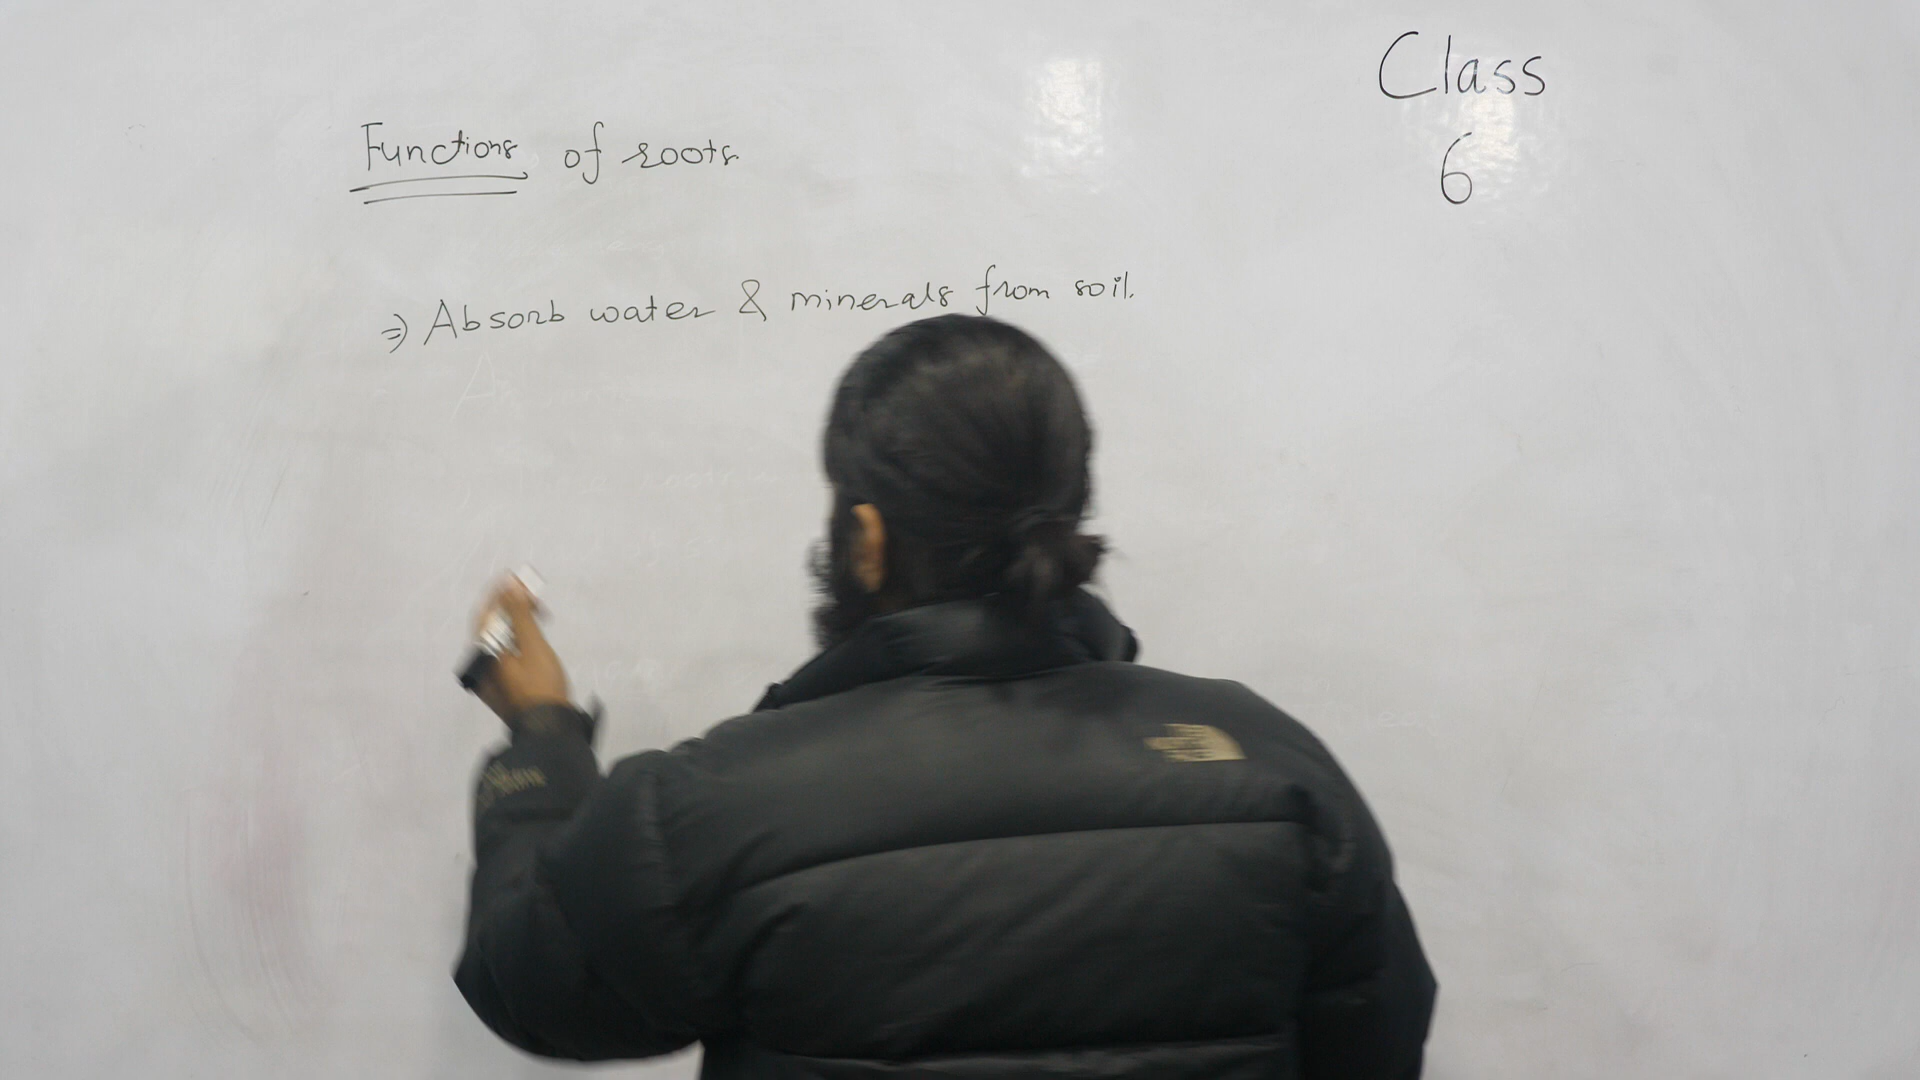 Class
6
Functions of roots.
⇒ Absorb water & minerals from soil.